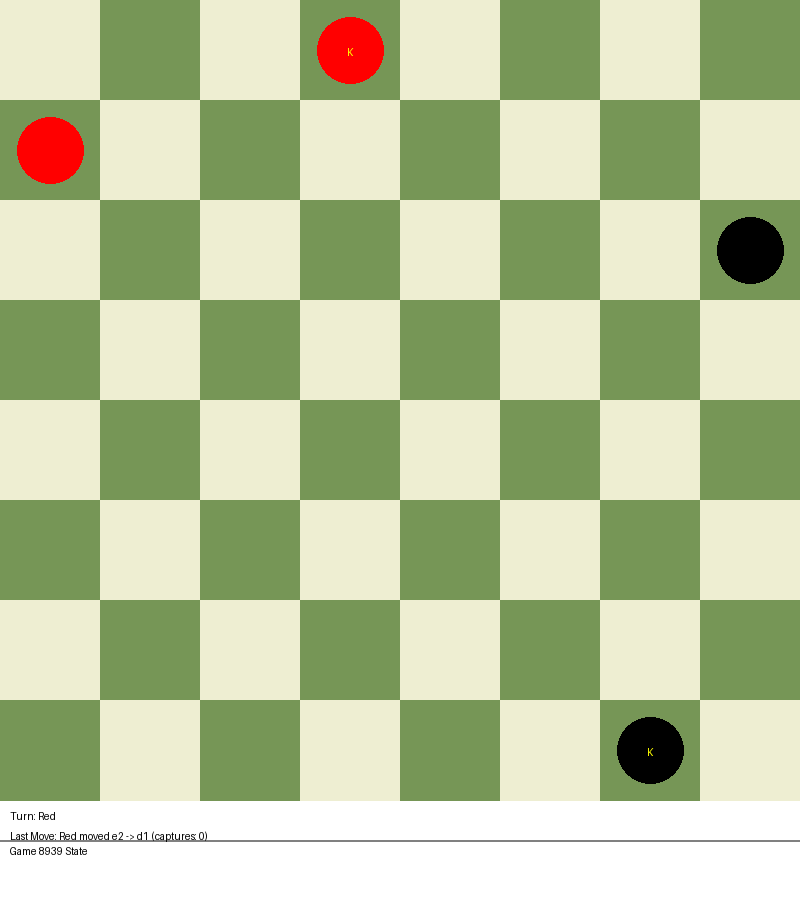 K
K
Turn: Red
Last Move: Red moved e2 -> d1 (captures: 0)
Game 8939 State